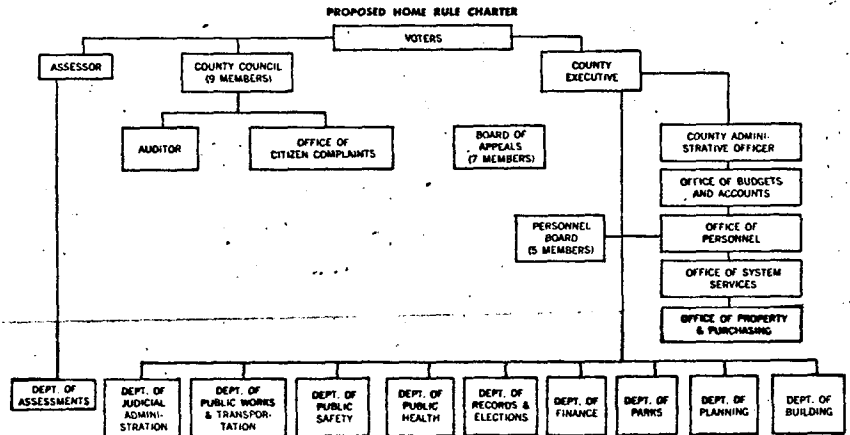 PROPOSED HOME RULE CHARTER
VOTERS
ASSESSOR
COUNTY COUNCIL
(9 MEMBERS)
COUNTY
EXECUTIVE
AUDITOR
OFFICE OF
CITIZEN COMPLAINTS
BOARD OF
APPEALS
(7 MEMBERS)
COUNTY ADMINI-
STRATIVE OFFICER
OFFICE OF BUDGETS
AND ACCOUNTS
PERSONNEL
BOARD
(5 MEMBERS)
OFFICE OF
PERSONNEL
OFFICE OF SYSTEM
SERVICES
OFFICE OF PROPERTY
& PURCHASING
DEPT. OF
ASSESSMENTS
DEPT. OF
JUDICIAL
ADMINI-
STRATION
DEPT. OF
PUBLIC WORKS
& TRANSPOR-
TATION
DEPT. OF
PUBLIC
SAFETY
DEPT. OF
PUBLIC
HEALTH
DEPT. OF
RECORDS &
ELECTIONS
DEPT. OF
FINANCE
DEPT. OF
PARKS
DEPT. OF
PLANNING
DEPT. OF
BUILDING